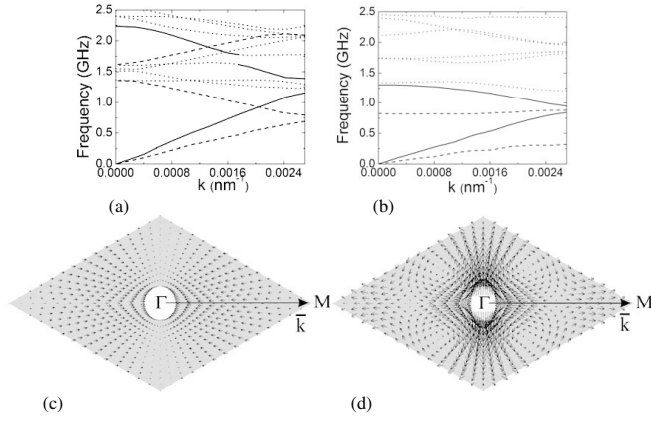 2.5
2.0
1.5
1.0
0.5
0.0
Frequency (GHz)
0.0000 0.0008 0.0016 0.0024
k (nm⁻¹)
(a)
2.5
2.0
1.5
1.0
0.5
0.0
Frequency (GHz)
0.0000 0.0008 0.0016 0.0024
k (nm⁻¹)
(b)
Γ M
k̄
(c)
Γ M
k̄
(d)